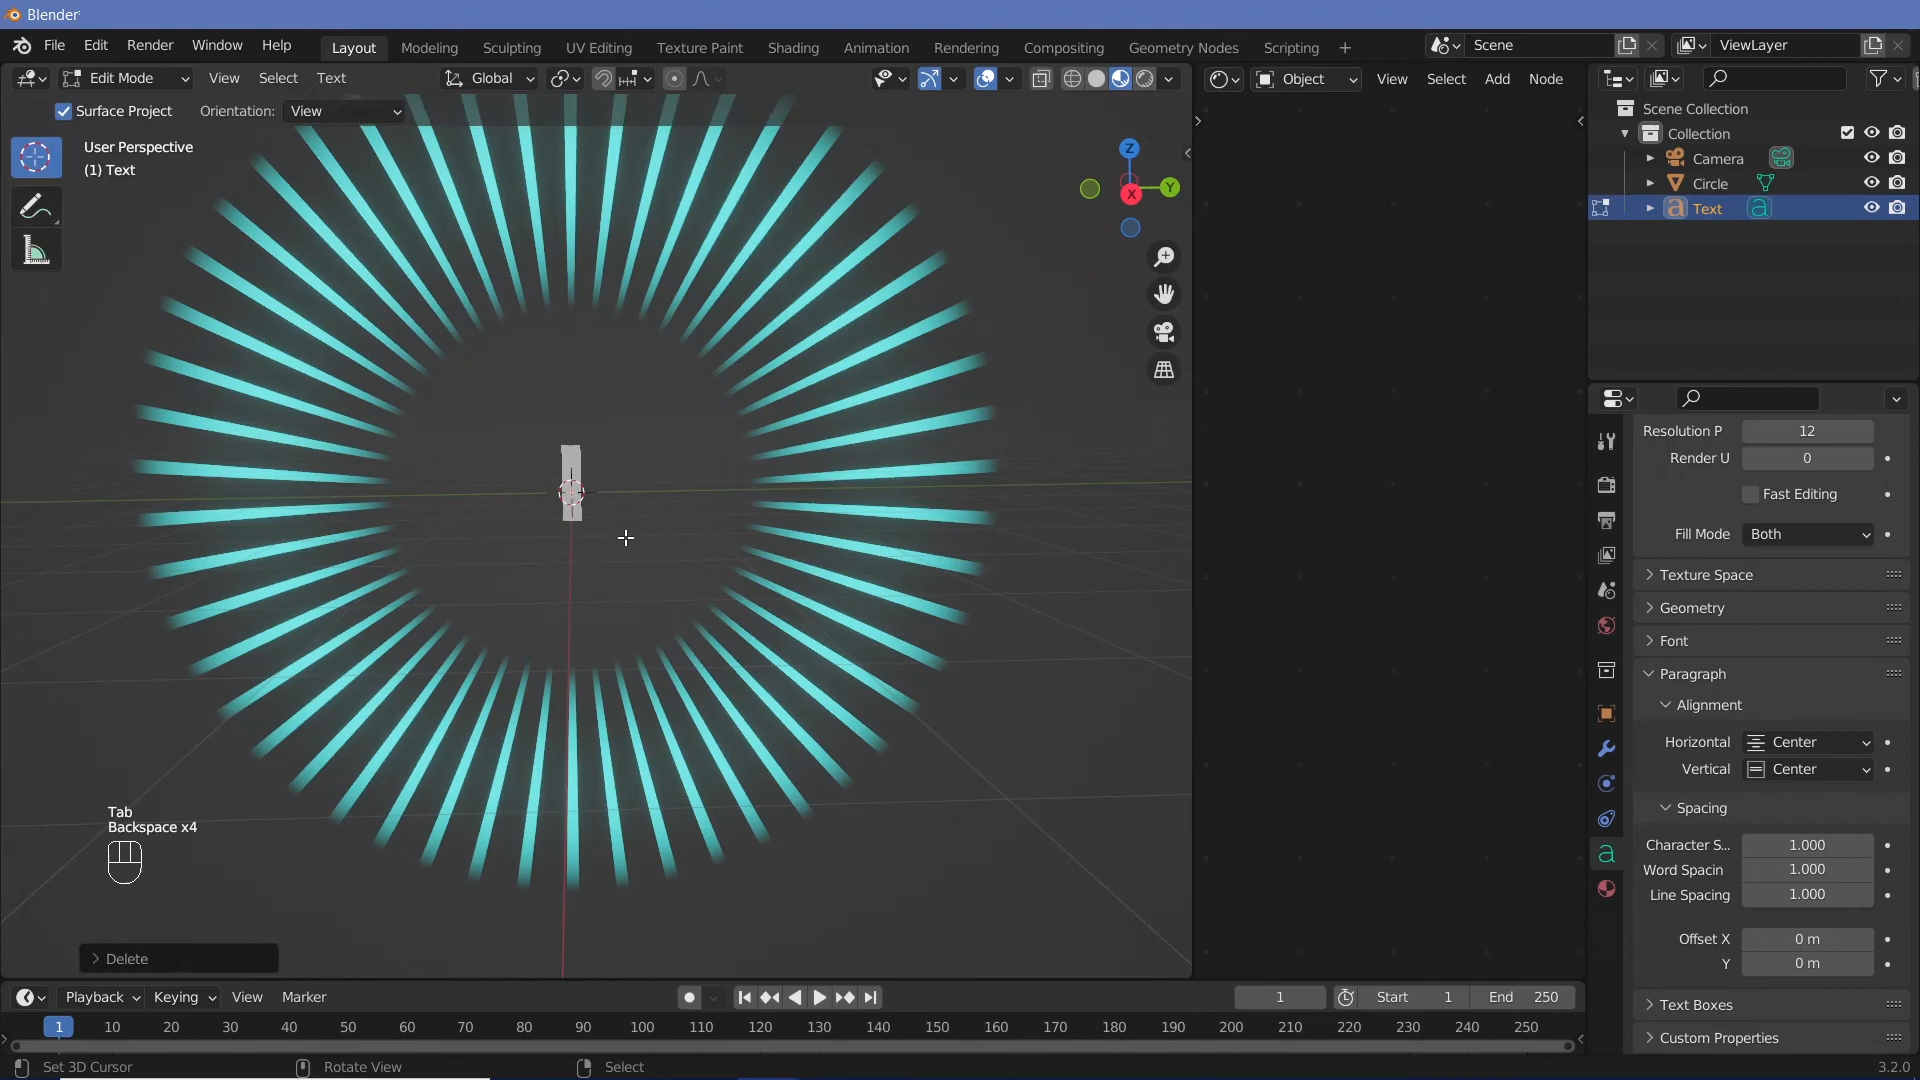 Blender
File Edit Render Window Help Layout Modeling Sculpting UV Editing Texture Paint Shading Animation Rendering Compositing Geometry Nodes Scripting + Scene ViewLayer
Edit Mode View Select Text Global Object View Select Add Node
Surface Project Orientation: View
User Perspective
(1) Text
Z
Y
X
Scene Collection
Collection
Camera
Circle
Text
Resolution P 12
Render U 0
Fast Editing
Fill Mode Both
Texture Space
Geometry
Font
Paragraph
Alignment
Horizontal Center
Vertical Center
Spacing
Character S... 1.000
Word Spacin 1.000
Line Spacing 1.000
Offset X 0 m
Y 0 m
Text Boxes
Custom Properties
Tab
Backspace x4
Delete
Playback Keying View Marker 1 Start 1 End 250
1 10 20 30 40 50 60 70 80 90 100 110 120 130 140 150 160 170 180 190 200 210 220 230 240 250
Set 3D Cursor Rotate View Select 3.2.0